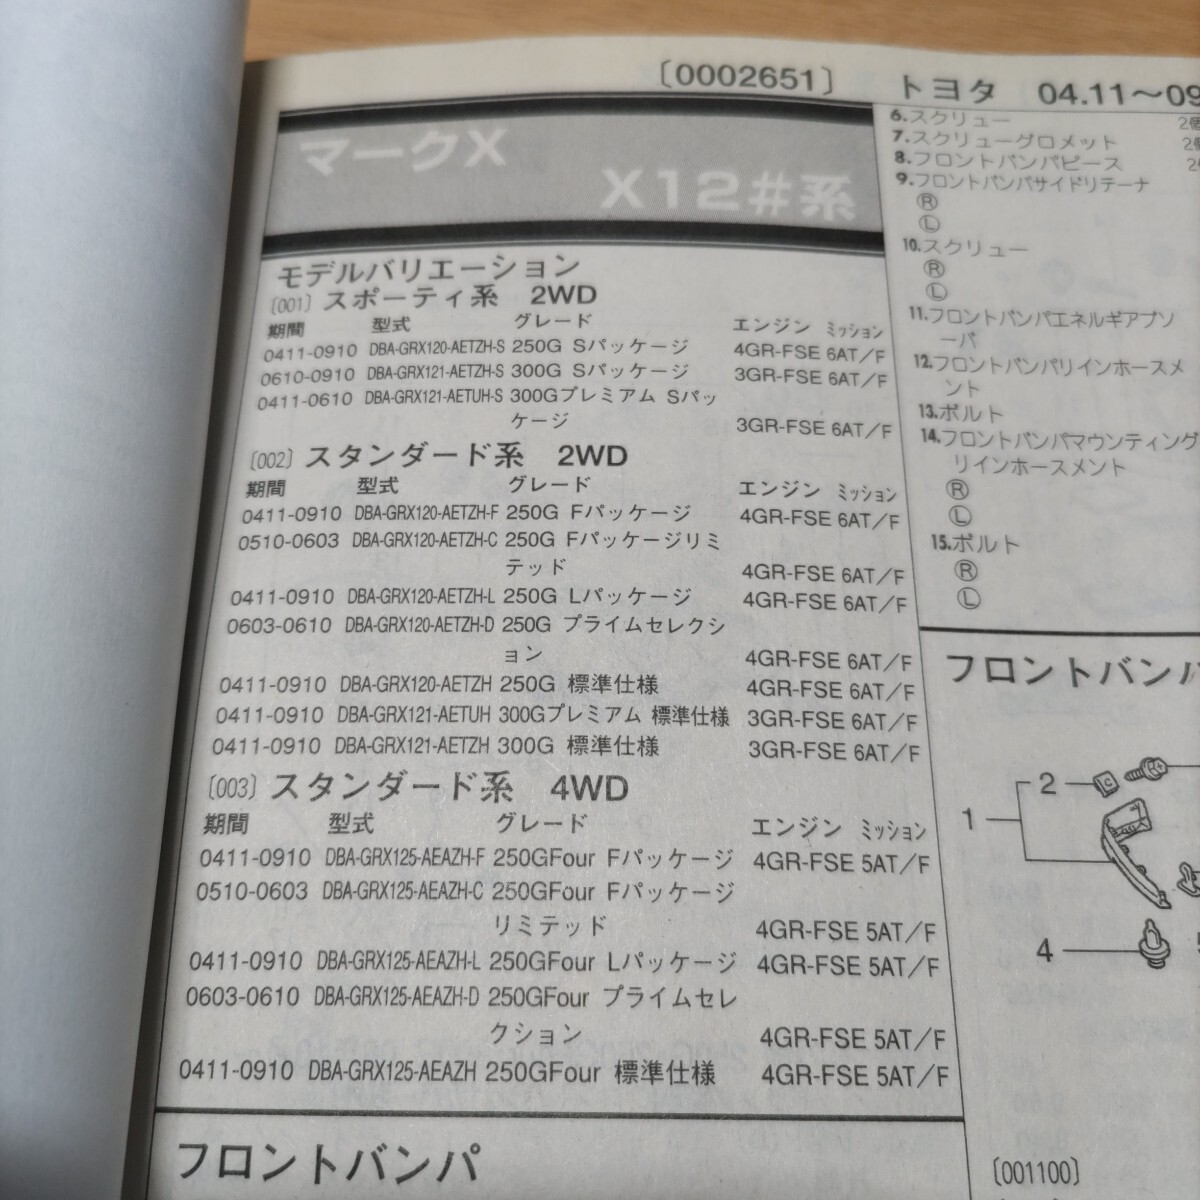 〔0002651〕 トヨタ 04.11〜09
マークX
X12#系
モデルバリエーション
〔001〕スポーティ系 2WD
期間 型式 グレード エンジン ミッション
0411-0910 DBA-GRX120-AETZH-S 250G Sパッケージ 4GR-FSE 6AT/F
0610-0910 DBA-GRX121-AETZH-S 300G Sパッケージ 3GR-FSE 6AT/F
0411-0610 DBA-GRX121-AETUH-S 300Gプレミアム Sパッ
ケージ 3GR-FSE 6AT/F
〔002〕スタンダード系 2WD
期間 型式 グレード エンジン ミッション
0411-0910 DBA-GRX120-AETZH-F 250G Fパッケージ 4GR-FSE 6AT/F
0510-0603 DBA-GRX120-AETZH-C 250G Fパッケージリミ
テッド 4GR-FSE 6AT/F
0411-0910 DBA-GRX120-AETZH-L 250G Lパッケージ 4GR-FSE 6AT/F
0603-0610 DBA-GRX120-AETZH-D 250G プライムセレクシ
ョン 4GR-FSE 6AT/F
0411-0910 DBA-GRX120-AETZH 250G 標準仕様 4GR-FSE 6AT/F
0411-0910 DBA-GRX121-AETUH 300Gプレミアム 標準仕様 3GR-FSE 6AT/F
0411-0910 DBA-GRX121-AETZH 300G 標準仕様 3GR-FSE 6AT/F
〔003〕スタンダード系 4WD
期間 型式 グレード エンジン ミッション
0411-0910 DBA-GRX125-AEAZH-F 250GFour Fパッケージ 4GR-FSE 5AT/F
0510-0603 DBA-GRX125-AEAZH-C 250GFour Fパッケージ
リミテッド 4GR-FSE 5AT/F
0411-0910 DBA-GRX125-AEAZH-L 250GFour Lパッケージ 4GR-FSE 5AT/F
0603-0610 DBA-GRX125-AEAZH-D 250GFour プライムセレ
クション 4GR-FSE 5AT/F
0411-0910 DBA-GRX125-AEAZH 250GFour 標準仕様 4GR-FSE 5AT/F
フロントバンパ
6.スクリュー 2個
7.スクリューグロメット 2個
8.フロントバンパピース 2
9.フロントバンパサイドリテーナ
Ⓡ
Ⓛ
10.スクリュー
Ⓡ
Ⓛ
11.フロントバンパエネルギアブソ
ーバ
12.フロントバンパリインホースメ
ント
13.ボルト
14.フロントバンパマウンティング
リインホースメント
Ⓡ
Ⓛ
15.ボルト
Ⓡ
Ⓛ
フロントバンパ
2
1
4
〔001100〕